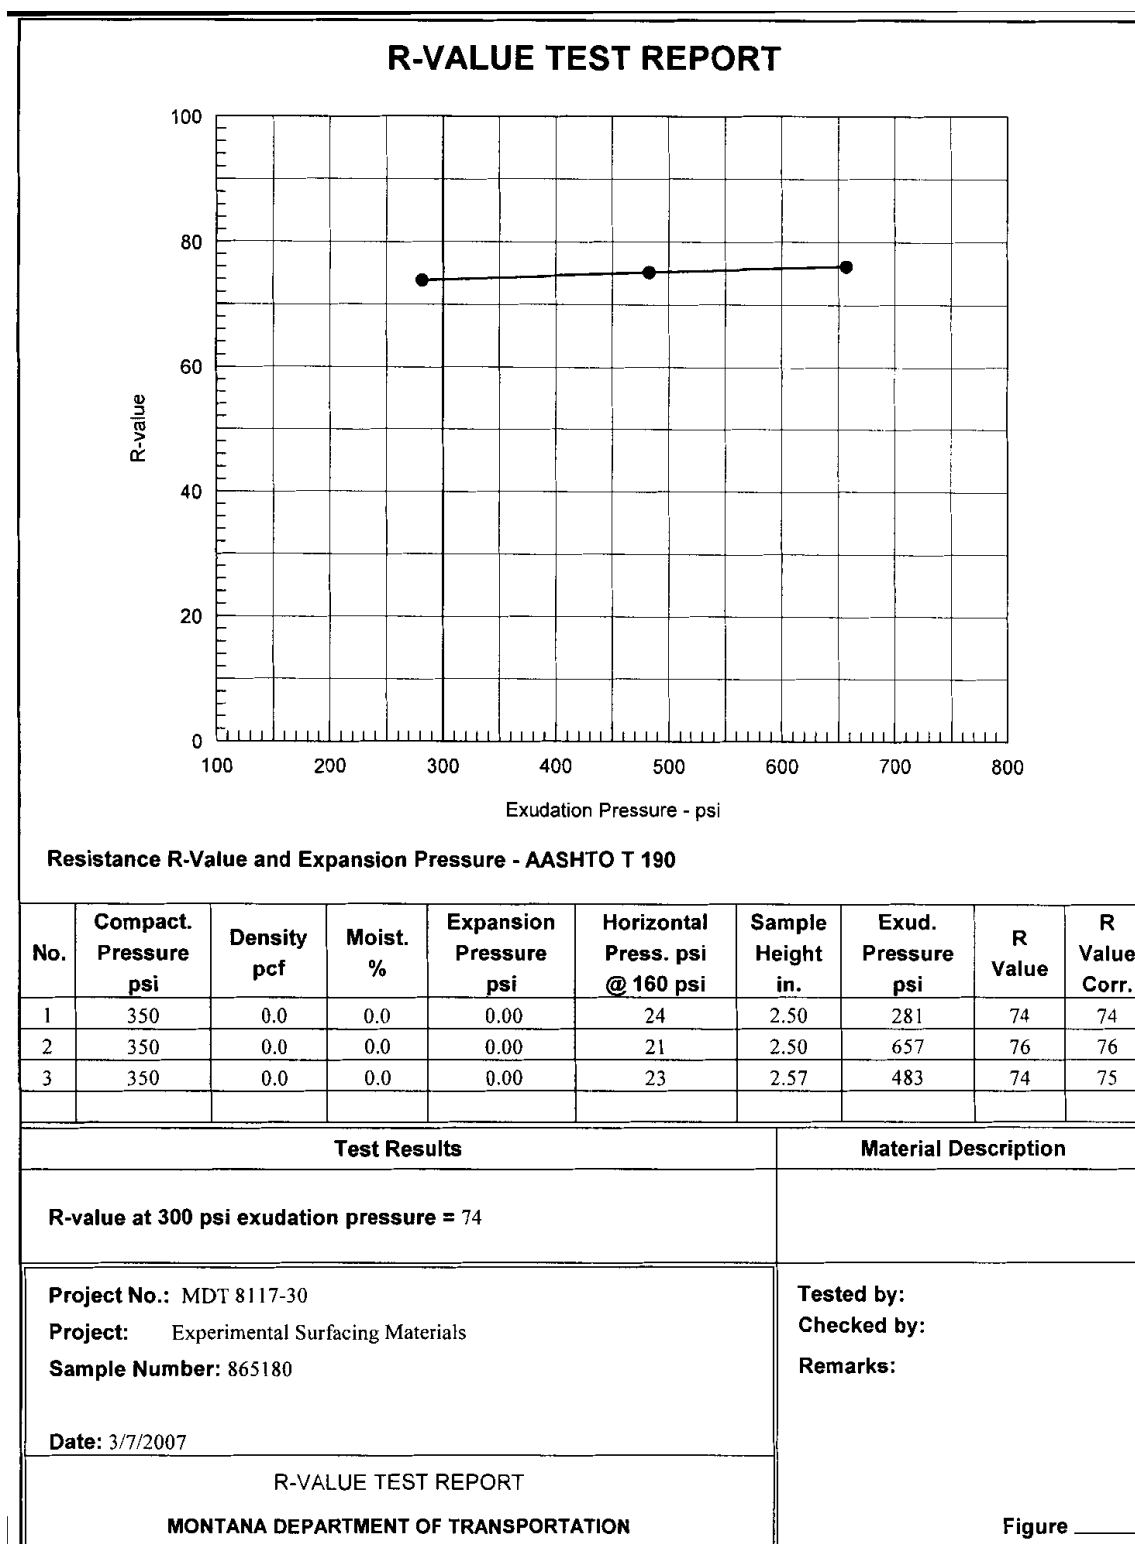 R-VALUE TEST REPORT
100
80
60
40
20
0
R-value
100 200 300 400 500 600 700 800
Exudation Pressure - psi
Resistance R-Value and Expansion Pressure - AASHTO T 190
No. Compact. Pressure psi Density pcf Moist. % Expansion Pressure psi Horizontal Press. psi @ 160 psi Sample Height in. Exud. Pressure psi R Value R Value Corr.
1 350 0.0 0.0 0.00 24 2.50 281 74 74
2 350 0.0 0.0 0.00 21 2.50 657 76 76
3 350 0.0 0.0 0.00 23 2.57 483 74 75
Test Results Material Description
R-value at 300 psi exudation pressure = 74
Project No.: MDT 8117-30
Project: Experimental Surfacing Materials
Sample Number: 865180
Date: 3/7/2007
Tested by:
Checked by:
Remarks:
R-VALUE TEST REPORT
MONTANA DEPARTMENT OF TRANSPORTATION
Figure